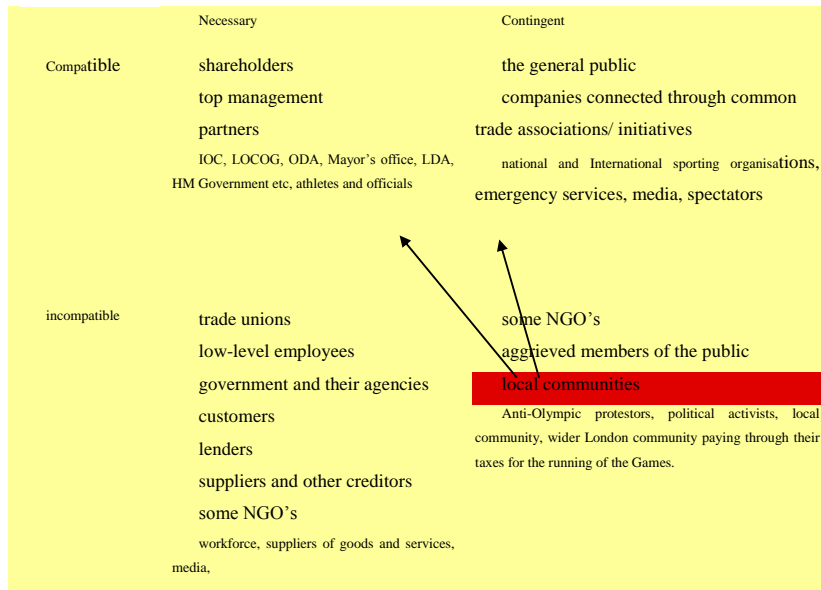 Necessary
Contingent
Compatible
shareholders
top management
partners
IOC, LOCOG, ODA, Mayor's office, LDA,
HM Government etc, athletes and officials
the general public
companies connected through common
trade associations/ initiatives
national and International sporting organisations,
emergency services, media, spectators
incompatible
trade unions
low-level employees
government and their agencies
customers
lenders
suppliers and other creditors
some NGO's
workforce, suppliers of goods and services,
media,
some NGO's
aggrieved members of the public
local communities
Anti-Olympic protestors, political activists, local
community, wider London community paying through their
taxes for the running of the Games.